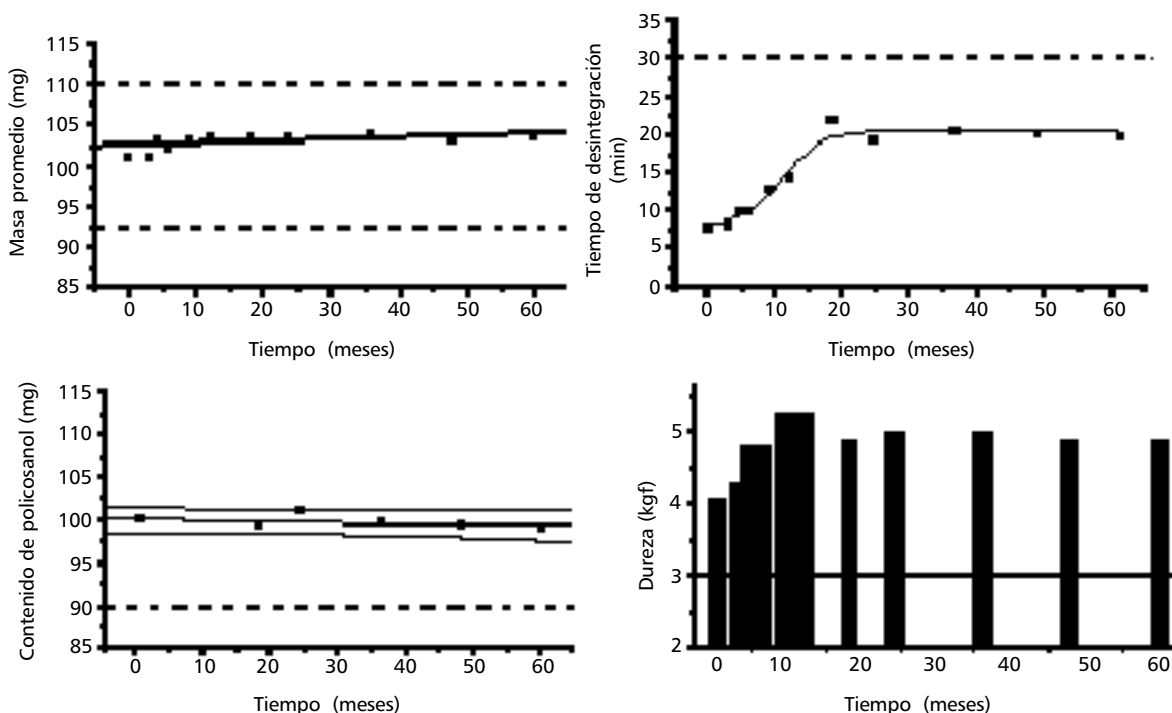 Masa promedio (mg)
115
110
105
100
95
90
85
0 10 20 30 40 50 60
Tiempo (meses)
Tiempo de desintegración
(min)
35
30
25
20
15
10
5
0
0 10 20 30 40 50 60
Tiempo (meses)
Contenido de policosanol (mg)
115
110
105
100
95
90
85
0 10 20 30 40 50 60
Tiempo (meses)
Dureza (kgf)
5
4
3
2
0 10 20 30 40 50 60
Tiempo (meses)